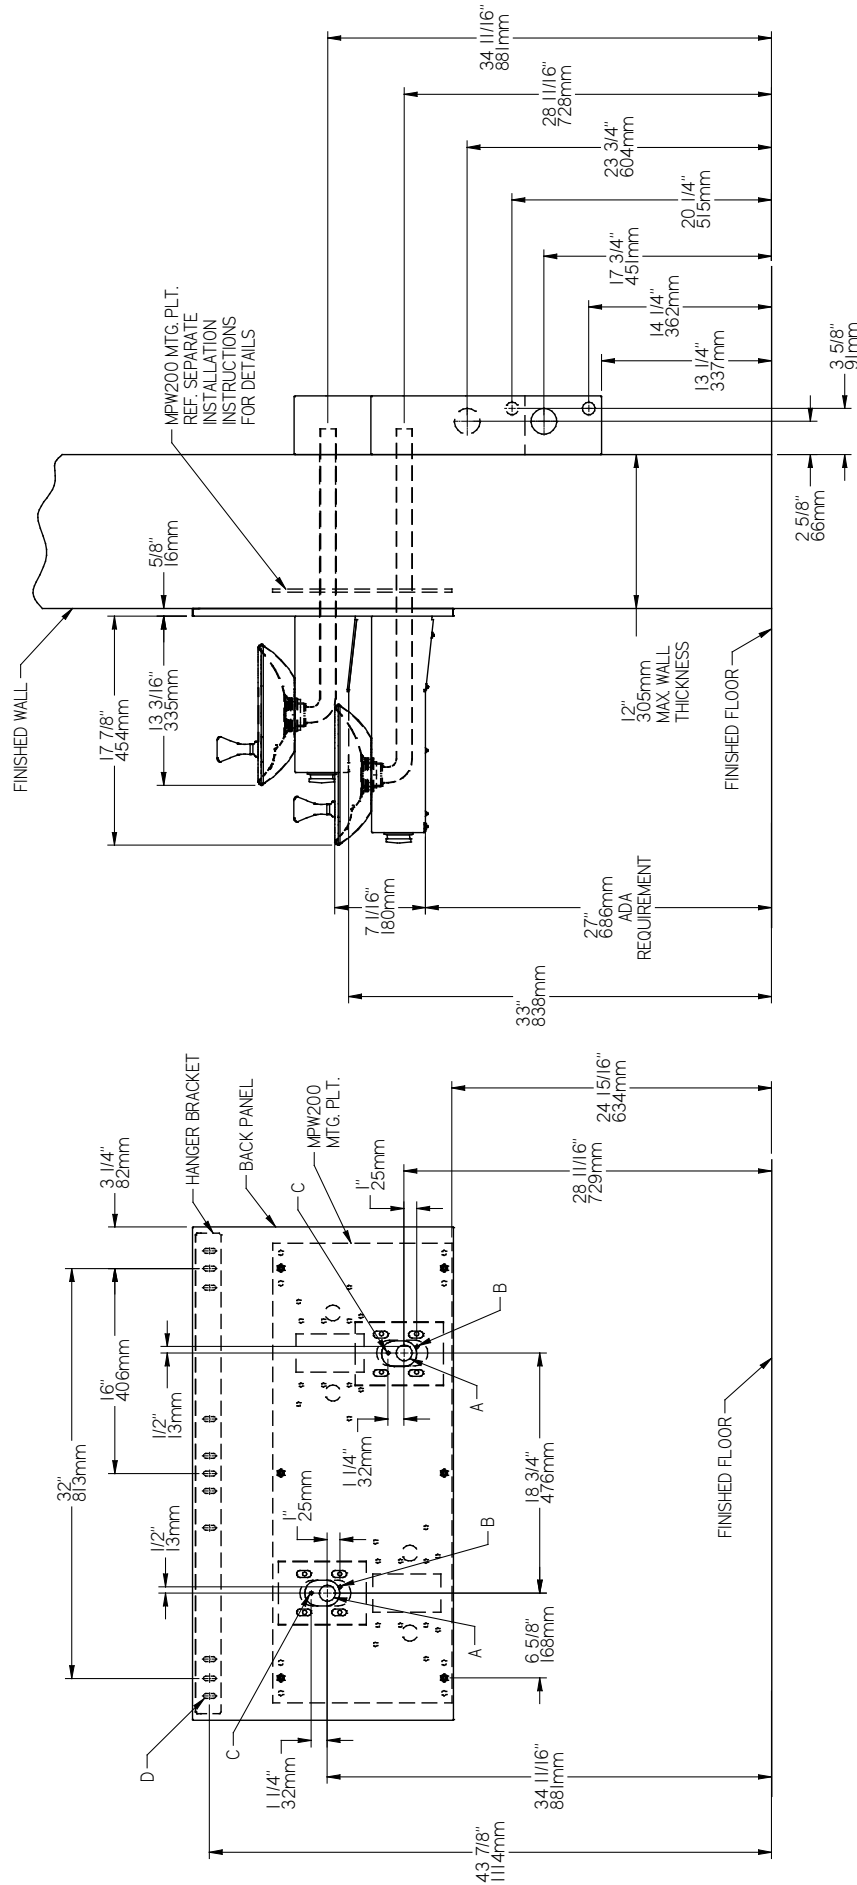 43 7/8"
1114mm
34 11/16"
881mm
1 1/4"
32mm
D
C
32"
813mm
16"
406mm
1/2"
13mm
1/2"
13mm
3 1/4"
82mm
HANGER BRACKET
BACK PANEL
MPW200
MTG. PLT.
C
1"
25mm
1"
25mm
B
B
A
A
1 1/4"
32mm
6 5/8"
168mm
18 3/4"
476mm
28 11/16"
729mm
24 15/16"
634mm
FINISHED FLOOR
FINISHED WALL
17 7/8"
454mm
13 3/16"
335mm
5/8"
16mm
MPW200 MTG. PLT.
REF. SEPARATE
INSTALLATION
INSTRUCTIONS
FOR DETAILS
33"
838mm
7 1/16"
180mm
27"
686mm
ADA
REQUIREMENT
12"
305mm
MAX. WALL
THICKNESS
FINISHED FLOOR
34 11/16"
881mm
28 11/16"
728mm
23 3/4"
604mm
20 1/4"
515mm
17 3/4"
451mm
14 1/4"
362mm
13 1/4"
337mm
2 5/8"
66mm
3 5/8"
91mm